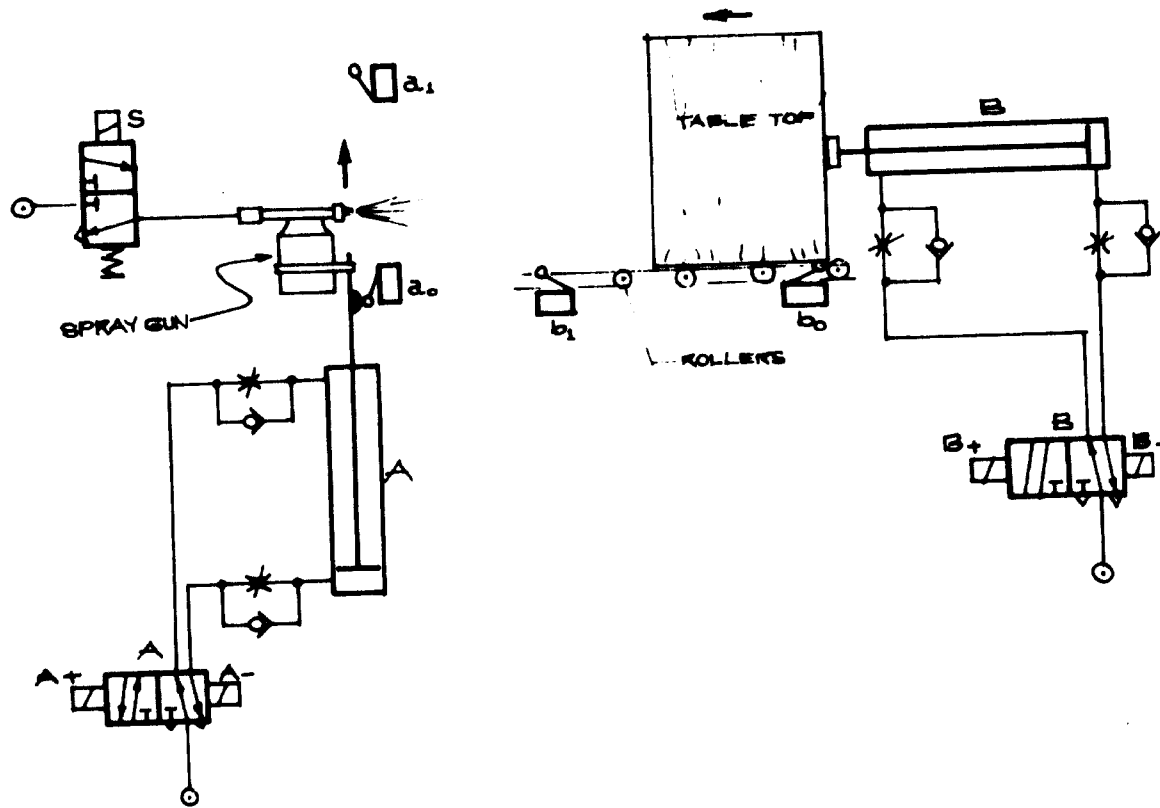 S
a₁
SPRAY GUN
a₀
A
A
A+
A-
TABLE TOP
B
b₁
b₀
ROLLERS
B
B+
B-